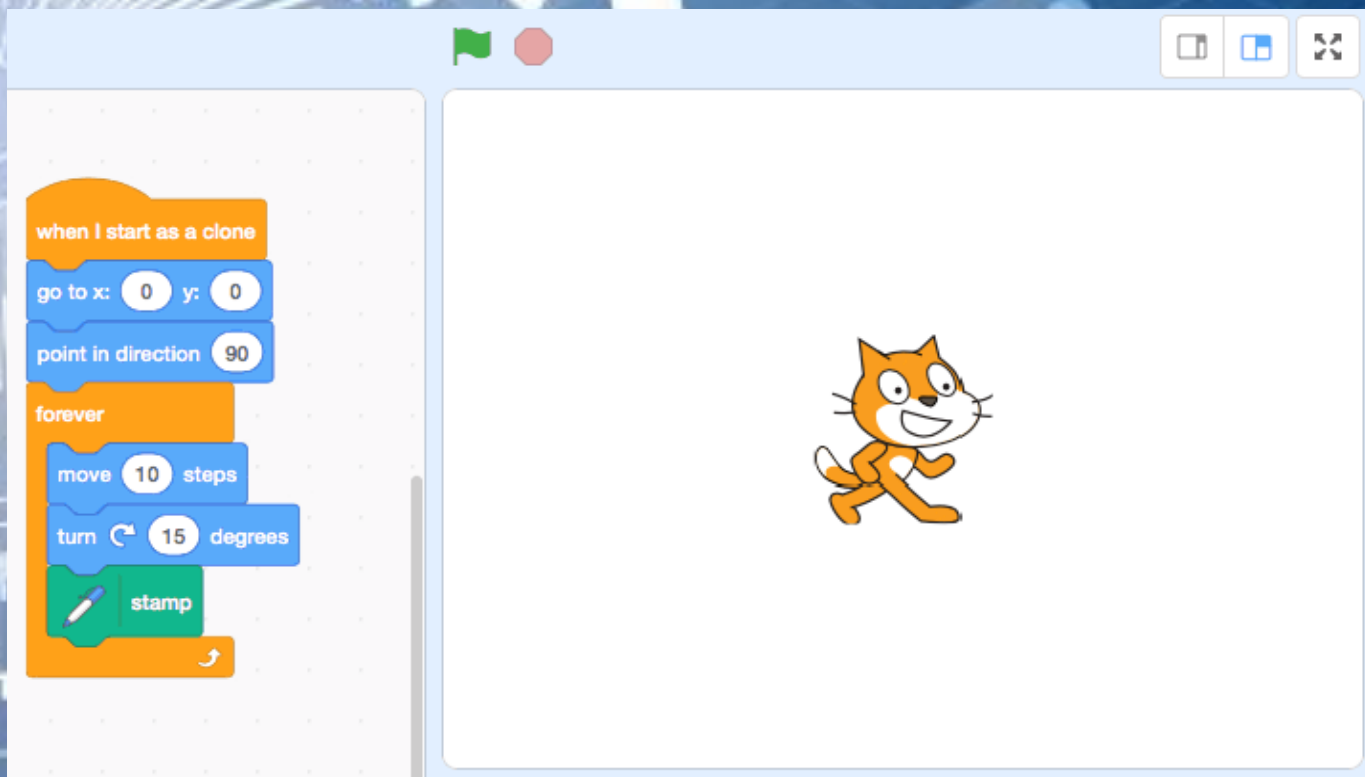 when I start as a clone
go to x: 0 y: 0
point in direction 90
forever
move 10 steps
turn 15 degrees
stamp